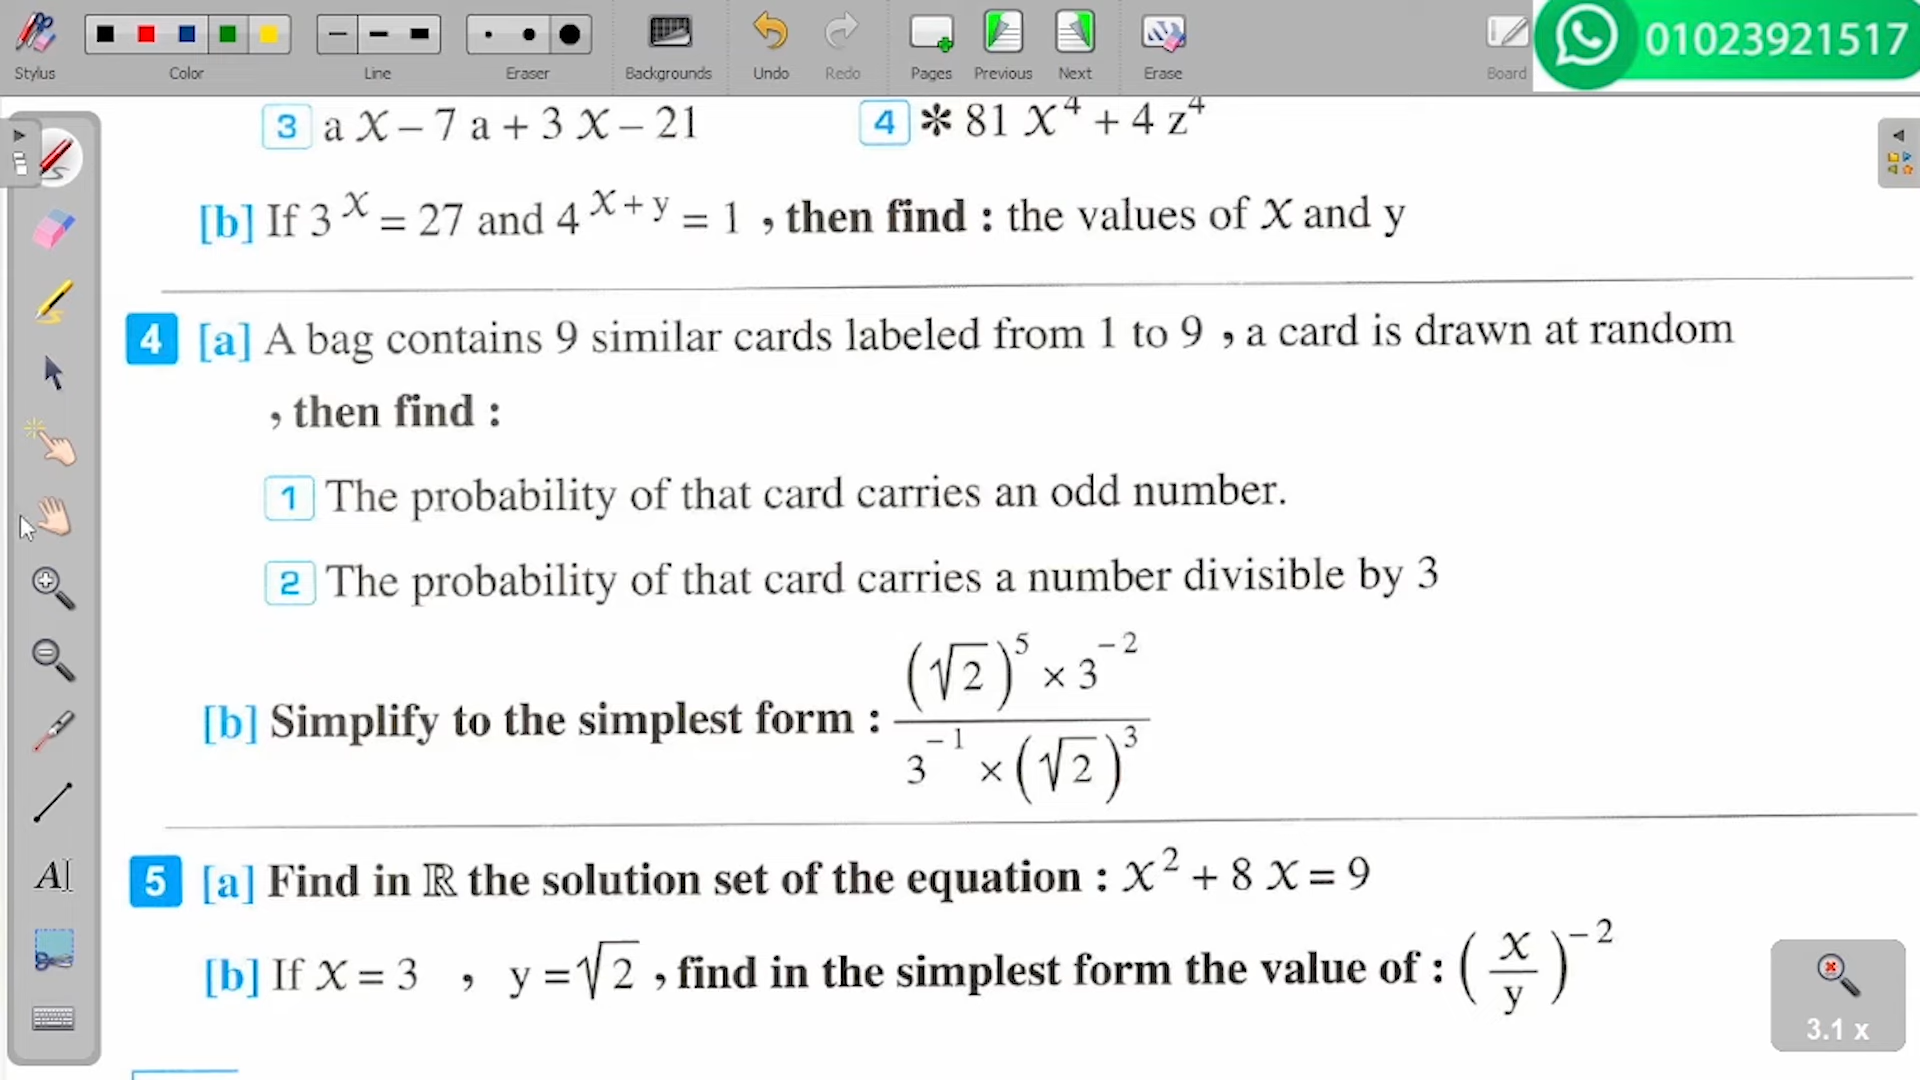 Stylus Color Line Eraser Backgrounds Undo Redo Pages Previous Next Erase Board
01023921517
3 a x – 7 a + 3 x – 21 4 * 81 x⁴ + 4 z⁴
[b] If 3^x = 27 and 4^(x + y) = 1 , then find : the values of x and y
4 [a] A bag contains 9 similar cards labeled from 1 to 9 , a card is drawn at random
, then find :
1 The probability of that card carries an odd number.
2 The probability of that card carries a number divisible by 3
[b] Simplify to the simplest form : ((√2)⁵ × 3⁻²) / (3⁻¹ × (√2)³)
5 [a] Find in ℝ the solution set of the equation : x² + 8 x = 9
[b] If x = 3 , y = √2 , find in the simplest form the value of : (x/y)⁻²
3.1 x